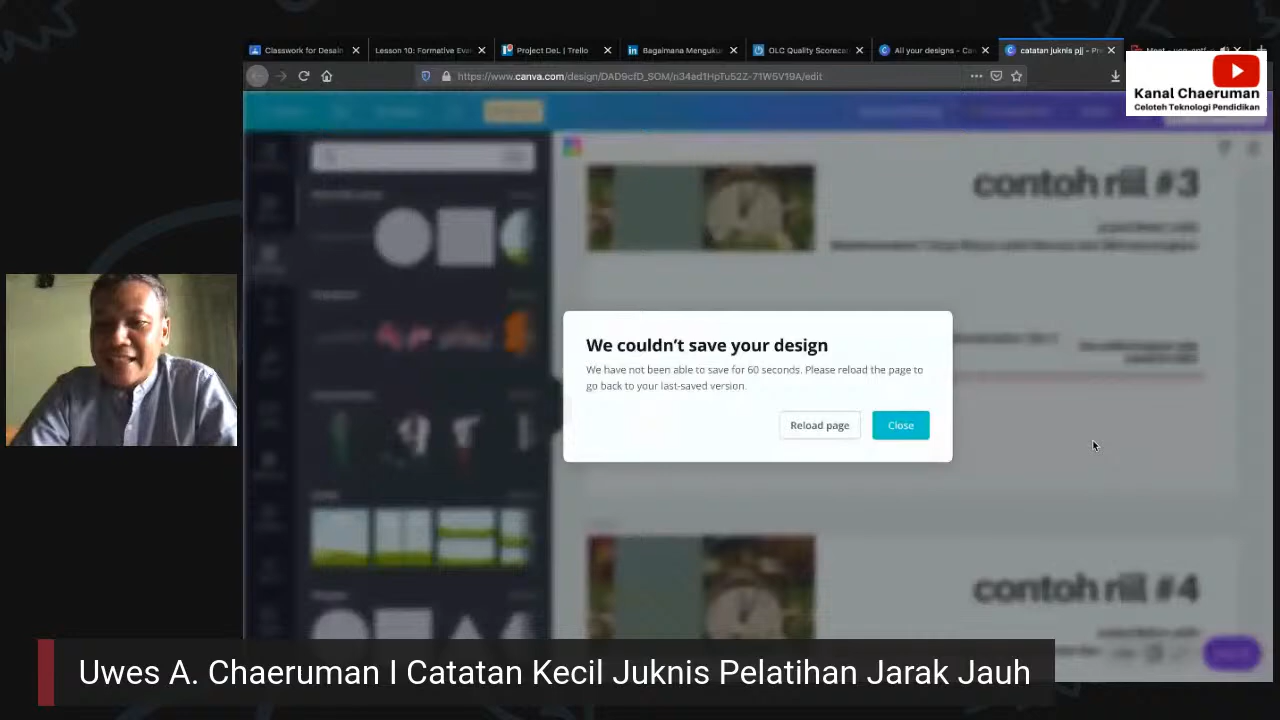 Classwork for Desain
Lesson 10: Formative Eva
Project DeL | Trello
Bagaimana Menguku
OLC Quality Scorecar
All your designs - Can
catatan juknis pjj - Pre
https://www.canva.com/design/DAD9cfD_SOM/n34ad1HpTu52Z-71W5V19A/edit
Kanal Chaeruman
Celoteh Teknologi Pendidikan
contoh riil #3
We couldn't save your design
We have not been able to save for 60 seconds. Please reload the page to
go back to your last-saved version.
Reload page
Close
contoh riil #4
Uwes A. Chaeruman I Catatan Kecil Juknis Pelatihan Jarak Jauh